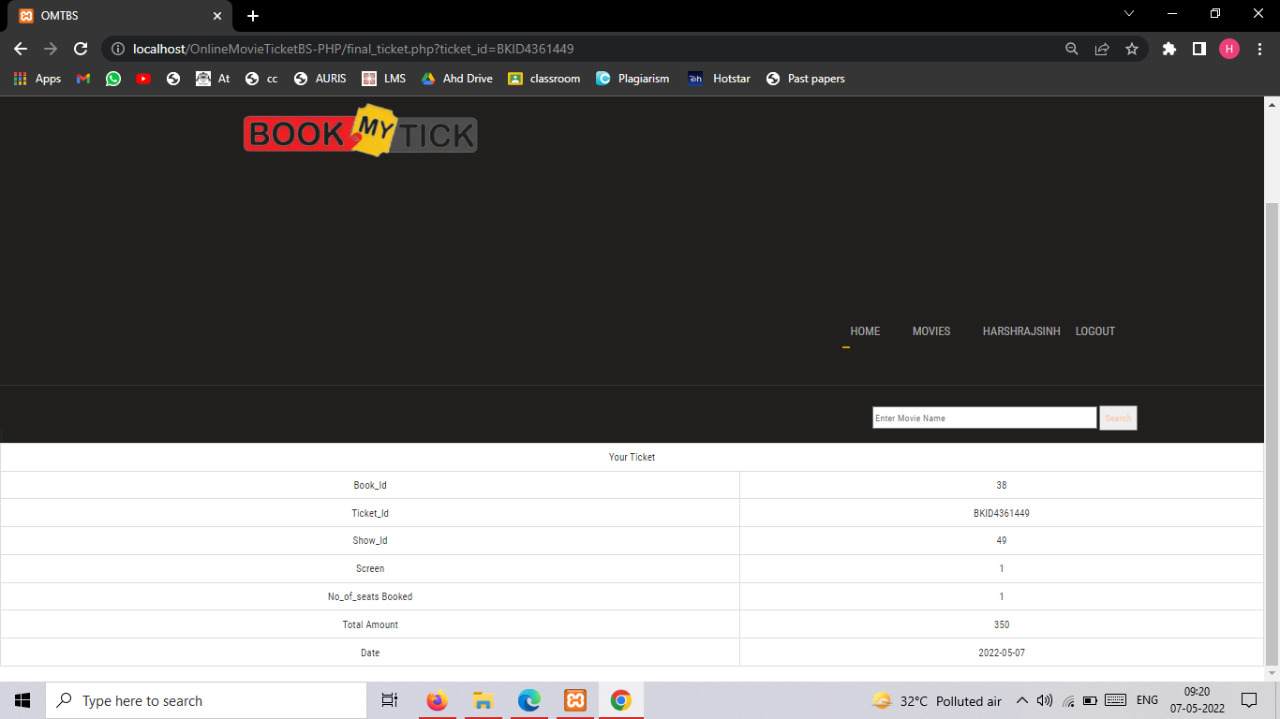 OMTBS
localhost/OnlineMovieTicketBS-PHP/final_ticket.php?ticket_id=BKID4361449
H
Apps At cc AURIS LMS Ahd Drive classroom Plagiarism Hotstar Past papers
BOOK MY TICK
HOME MOVIES HARSHRAJSINH LOGOUT
Enter Movie Name Search
Your Ticket
Book_Id 38
Ticket_Id BKID4361449
Show_Id 49
Screen 1
No_of_seats Booked 1
Total Amount 350
Date 2022-05-07
Type here to search
32°C Polluted air ENG
09:20
07-05-2022